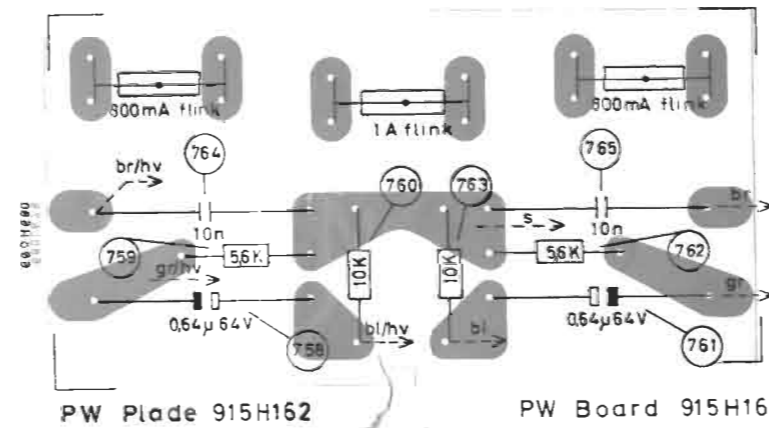 800mA flink
1A flink
800mA flink
764
765
br/hv
760
763
br
10n
s
10n
759
5,6K
10K
10K
5,6K
762
gr/hv
gr
0,64µ 64V
758
bl/hv
bl
0,64µ 64V
761
PW Plade 915H162
PW Board 915H16